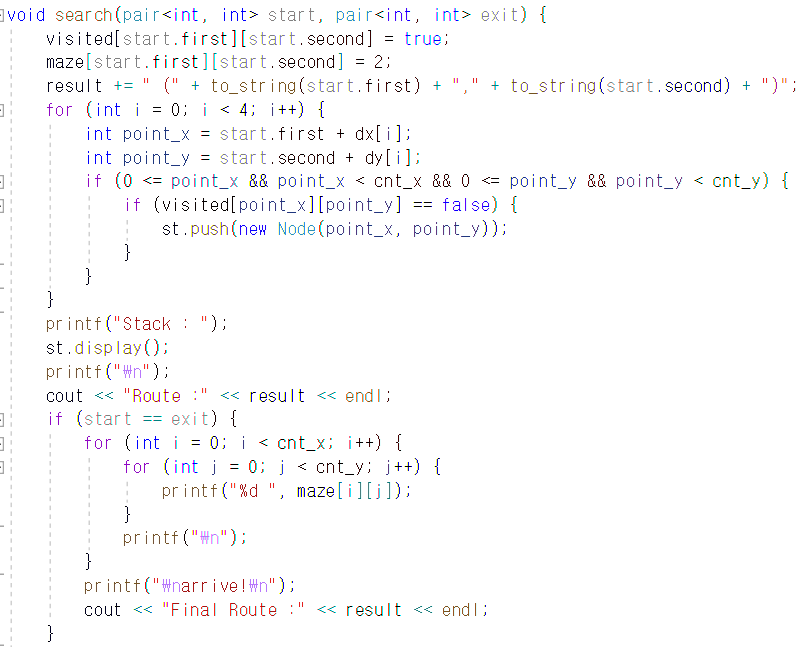 void search(pair<int, int> start, pair<int, int> exit) {
    visited[start.first][start.second] = true;
    maze[start.first][start.second] = 2;
    result += " (" + to_string(start.first) + "," + to_string(start.second) + ")";
    for (int i = 0; i < 4; i++) {
        int point_x = start.first + dx[i];
        int point_y = start.second + dy[i];
        if (0 <= point_x && point_x < cnt_x && 0 <= point_y && point_y < cnt_y) {
            if (visited[point_x][point_y] == false) {
                st.push(new Node(point_x, point_y));
            }
        }
    }
    printf("Stack : ");
    st.display();
    printf("₩n");
    cout << "Route :" << result << endl;
    if (start == exit) {
        for (int i = 0; i < cnt_x; i++) {
            for (int j = 0; j < cnt_y; j++) {
                printf("%d ", maze[i][j]);
            }
            printf("₩n");
        }
        printf("₩narrive!₩n");
        cout << "Final Route :" << result << endl;
    }